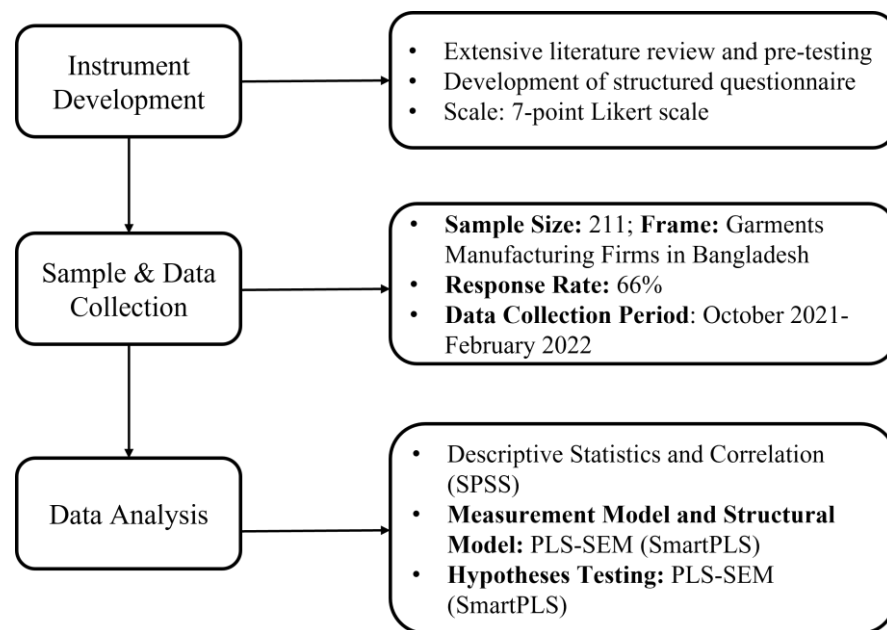 Instrument
Development
• Extensive literature review and pre-testing
• Development of structured questionnaire
• Scale: 7-point Likert scale
Sample & Data
Collection
• Sample Size: 211; Frame: Garments
Manufacturing Firms in Bangladesh
• Response Rate: 66%
• Data Collection Period: October 2021-
February 2022
Data Analysis
• Descriptive Statistics and Correlation
(SPSS)
• Measurement Model and Structural
Model: PLS-SEM (SmartPLS)
• Hypotheses Testing: PLS-SEM
(SmartPLS)